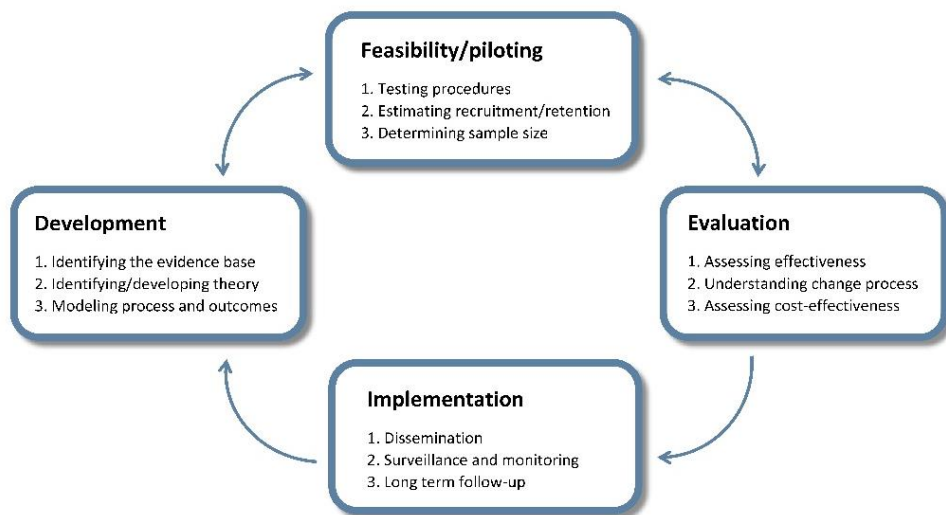 Feasibility/piloting
1. Testing procedures
2. Estimating recruitment/retention
3. Determining sample size
Development
1. Identifying the evidence base
2. Identifying/developing theory
3. Modeling process and outcomes
Evaluation
1. Assessing effectiveness
2. Understanding change process
3. Assessing cost-effectiveness
Implementation
1. Dissemination
2. Surveillance and monitoring
3. Long term follow-up